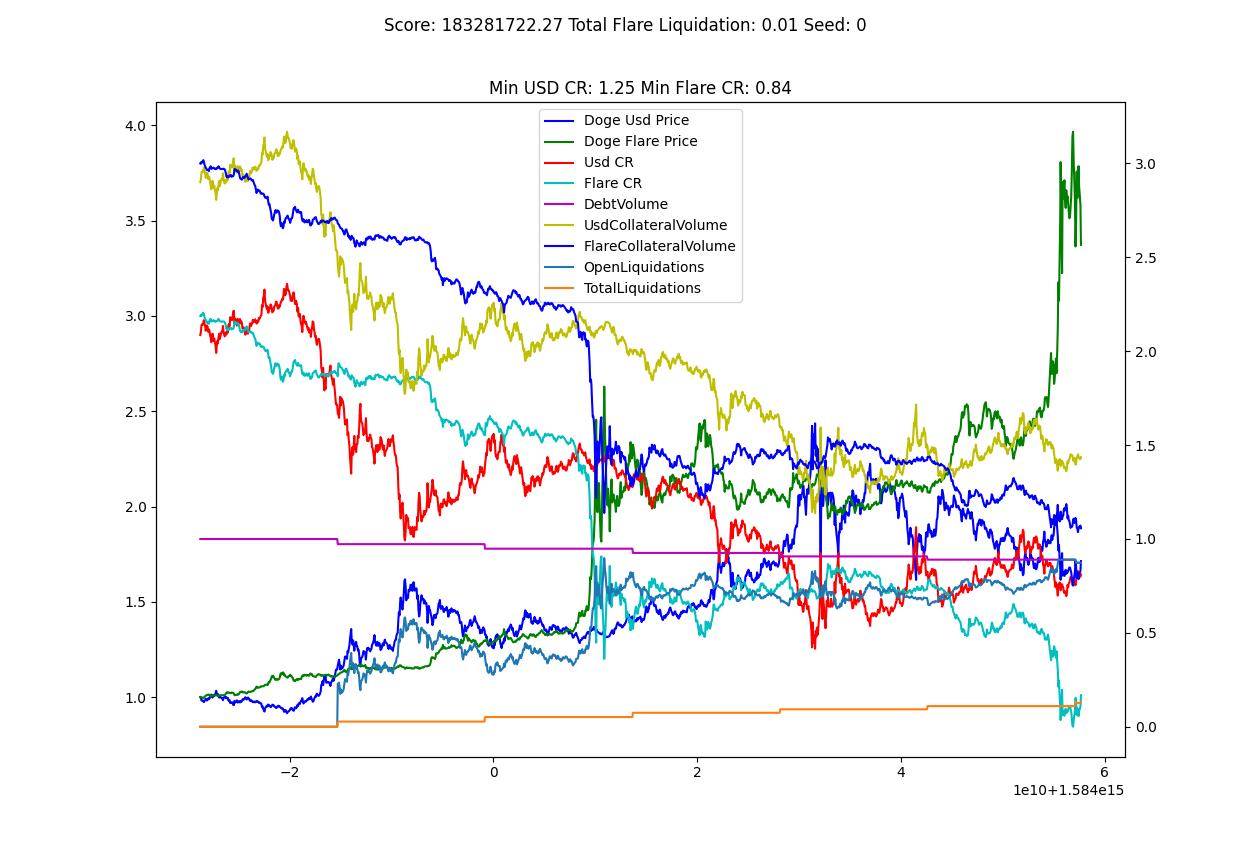 Score: 183281722.27 Total Flare Liquidation: 0.01 Seed: 0
Min USD CR: 1.25 Min Flare CR: 0.84
Doge Usd Price
Doge Flare Price
Usd CR
Flare CR
DebtVolume
UsdCollateralVolume
FlareCollateralVolume
OpenLiquidations
TotalLiquidations
4.0
3.5
3.0
2.5
2.0
1.5
1.0
3.0
2.5
2.0
1.5
1.0
0.5
0.0
−2 0 2 4 6
1e10+1.584e15